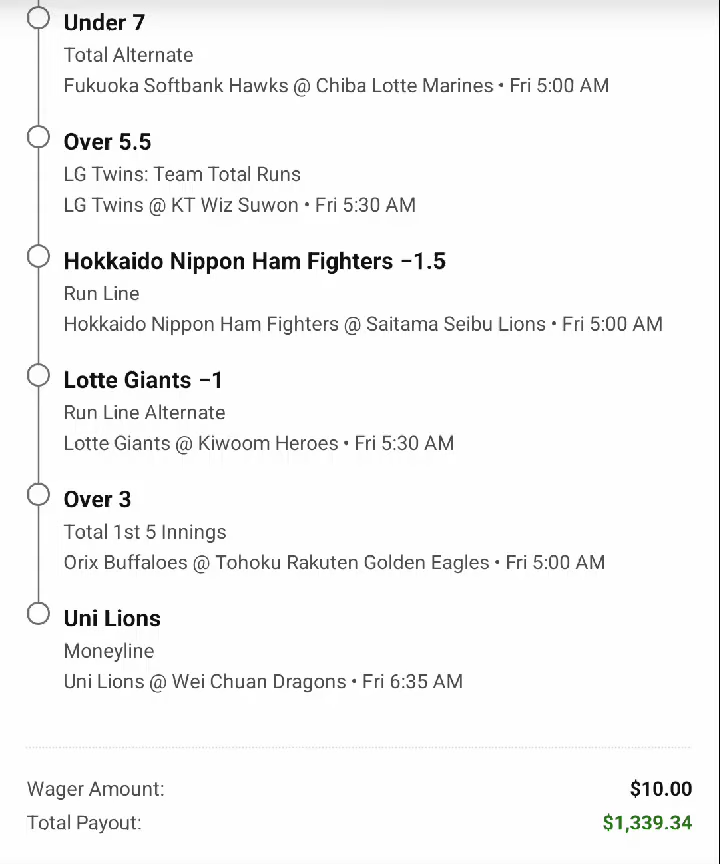 Under 7
Total Alternate
Fukuoka Softbank Hawks @ Chiba Lotte Marines • Fri 5:00 AM
Over 5.5
LG Twins: Team Total Runs
LG Twins @ KT Wiz Suwon • Fri 5:30 AM
Hokkaido Nippon Ham Fighters −1.5
Run Line
Hokkaido Nippon Ham Fighters @ Saitama Seibu Lions • Fri 5:00 AM
Lotte Giants −1
Run Line Alternate
Lotte Giants @ Kiwoom Heroes • Fri 5:30 AM
Over 3
Total 1st 5 Innings
Orix Buffaloes @ Tohoku Rakuten Golden Eagles • Fri 5:00 AM
Uni Lions
Moneyline
Uni Lions @ Wei Chuan Dragons • Fri 6:35 AM
Wager Amount: $10.00
Total Payout: $1,339.34